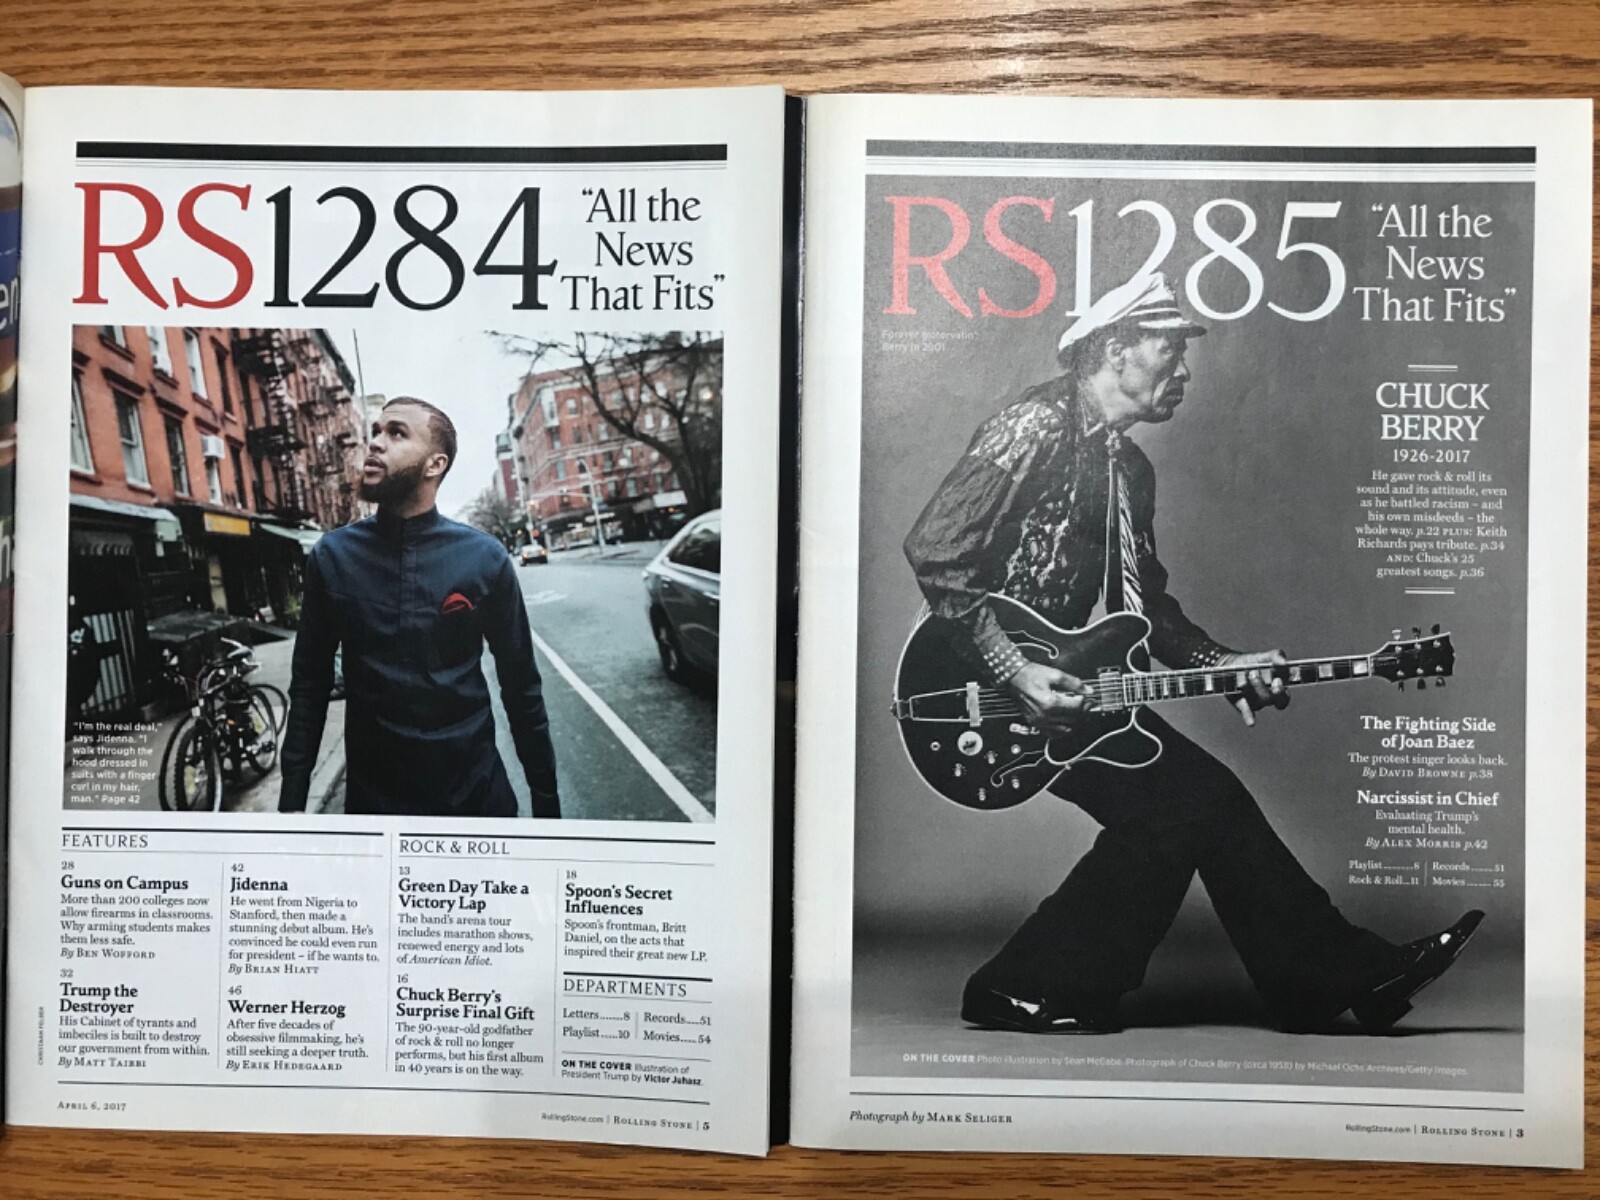 RS1284
"All the
News
That Fits"
"I'm the real deal,"
says Jidenna. "I
walk through the
hood dressed in
suits with a finger
curl in my hair,
man." Page 42
FEATURES
28
Guns on Campus
More than 200 colleges now
allow firearms in classrooms.
Why arming students makes
them less safe.
By BEN WOFFORD
32
Trump the
Destroyer
His Cabinet of tyrants and
imbeciles is built to destroy
our government from within.
By MATT TAIBBI
42
Jidenna
He went from Nigeria to
Stanford, then made a
stunning debut album. He's
convinced he could even run
for president – if he wants to.
By BRIAN HIATT
46
Werner Herzog
After five decades of
obsessive filmmaking, he's
still seeking a deeper truth.
By ERIK HEDEGAARD
ROCK & ROLL
13
Green Day Take a
Victory Lap
The band's arena tour
includes marathon shows,
renewed energy and lots
of American Idiot.
16
Chuck Berry's
Surprise Final Gift
The 90-year-old godfather
of rock & roll no longer
performs, but his first album
in 40 years is on the way.
18
Spoon's Secret
Influences
Spoon's frontman, Britt
Daniel, on the acts that
inspired their great new LP.
DEPARTMENTS
Letters.......8
Playlist.....10
Records....51
Movies.....54
ON THE COVER Illustration of
President Trump by Victor Juhasz.
CHRISTIAAN FELBER
APRIL 6, 2017
RollingStone.com | ROLLING STONE | 5
RS1285
"All the
News
That Fits"
Forever motorvatin':
Berry in 2001
CHUCK
BERRY
1926-2017
He gave rock & roll its
sound and its attitude, even
as he battled racism – and
his own misdeeds – the
whole way. p.22 PLUS: Keith
Richards pays tribute. p.34
AND: Chuck's 25
greatest songs. p.36
The Fighting Side
of Joan Baez
The protest singer looks back.
By DAVID BROWNE p.38
Narcissist in Chief
Evaluating Trump's
mental health.
By ALEX MORRIS p.42
Playlist........8
Rock & Roll..11
Records.....51
Movies......55
ON THE COVER Photo illustration by Sean McCabe. Photograph of Chuck Berry (circa 1958) by Michael Ochs Archives/Getty Images.
Photograph by MARK SELIGER
RollingStone.com | ROLLING STONE | 3